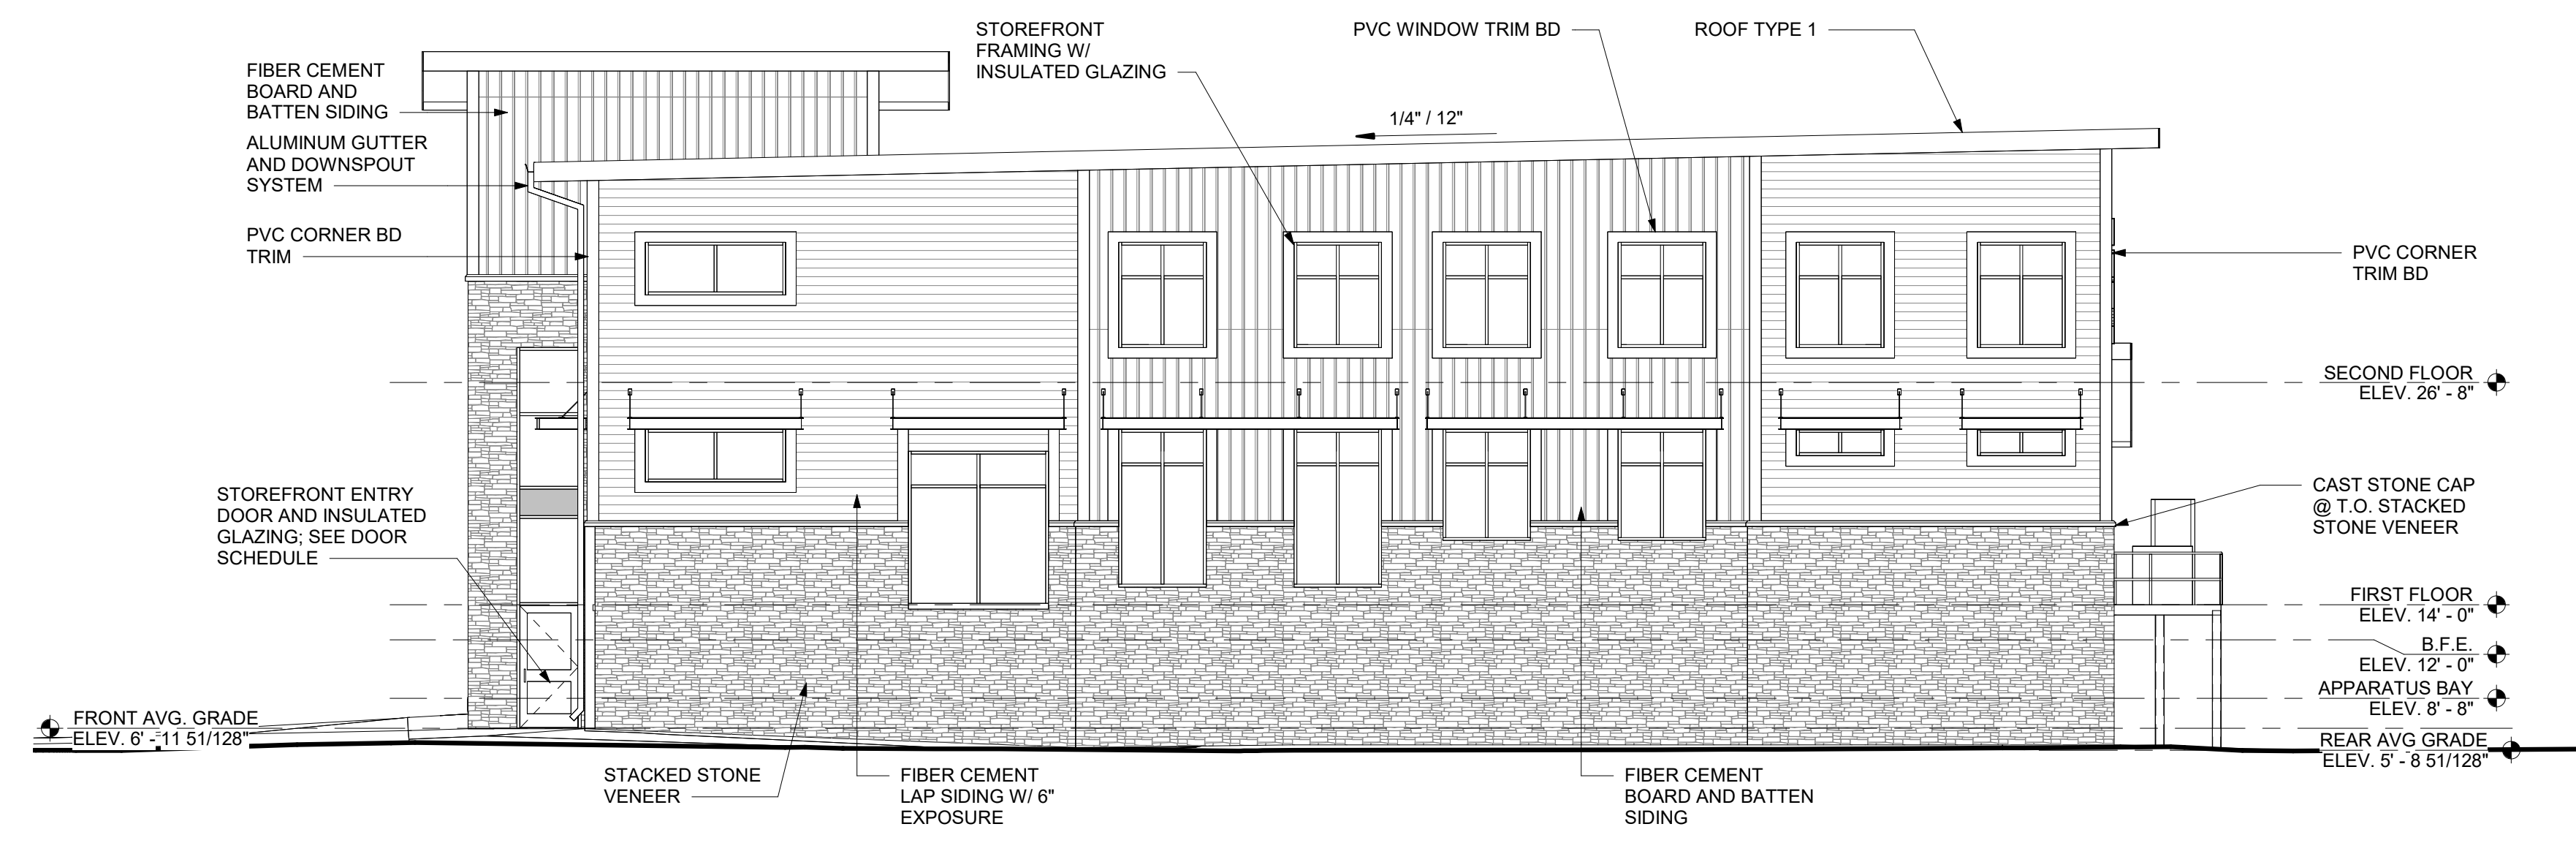 STOREFRONT
FRAMING W/
INSULATED GLAZING
PVC WINDOW TRIM BD
ROOF TYPE 1
FIBER CEMENT
BOARD AND
BATTEN SIDING
1/4" / 12"
ALUMINUM GUTTER
AND DOWNSPOUT
SYSTEM
PVC CORNER BD
TRIM
PVC CORNER
TRIM BD
SECOND FLOOR
ELEV. 26' - 8"
STOREFRONT ENTRY
DOOR AND INSULATED
GLAZING; SEE DOOR
SCHEDULE
CAST STONE CAP
@ T.O. STACKED
STONE VENEER
FIRST FLOOR
ELEV. 14' - 0"
B.F.E.
ELEV. 12' - 0"
APPARATUS BAY
ELEV. 8' - 8"
FRONT AVG. GRADE
ELEV. 6' - 11 51/128"
REAR AVG GRADE
ELEV. 5' - 8 51/128"
STACKED STONE
VENEER
FIBER CEMENT
LAP SIDING W/ 6"
EXPOSURE
FIBER CEMENT
BOARD AND BATTEN
SIDING